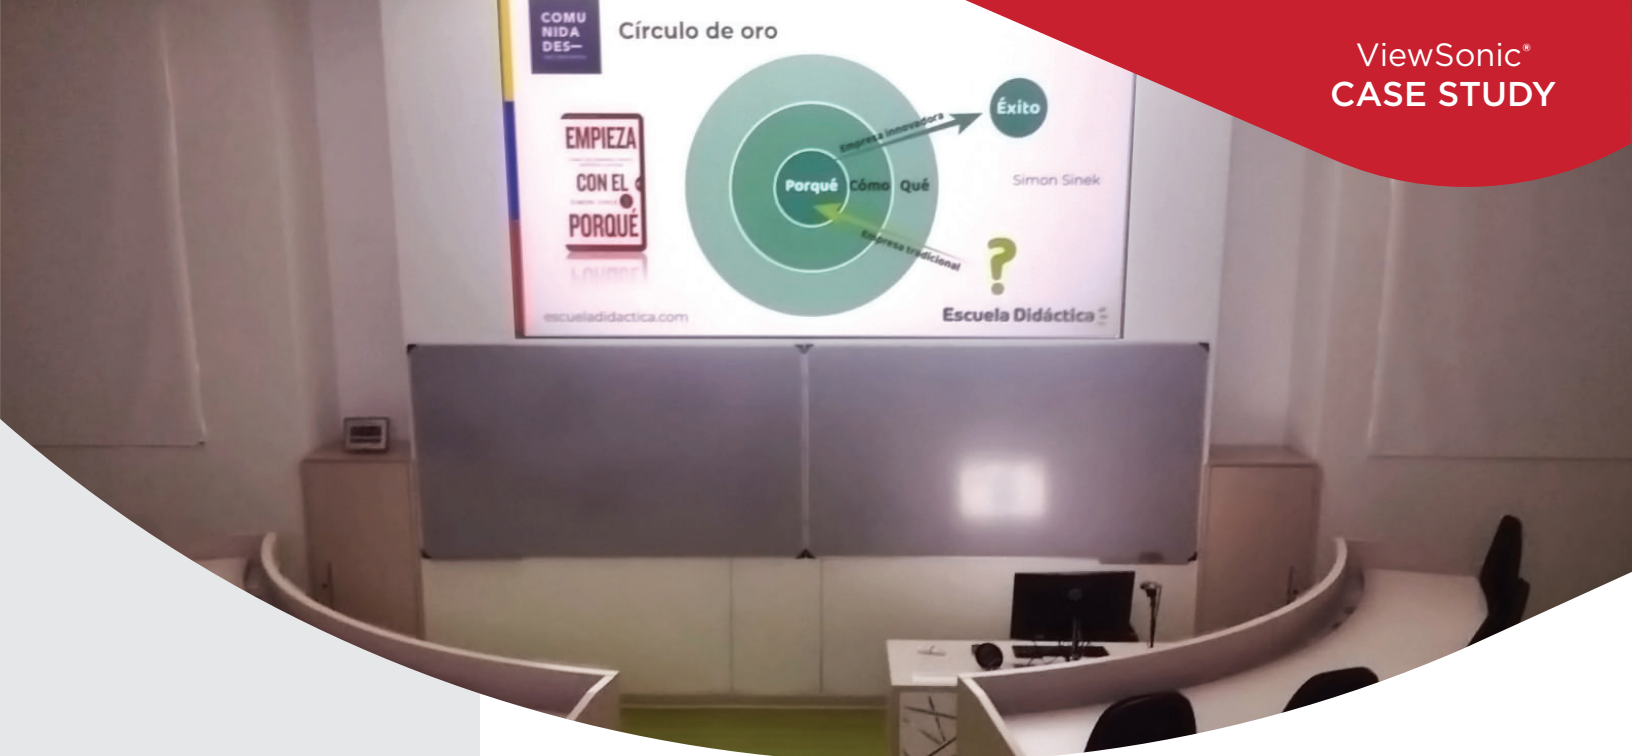 ViewSonic®
CASE STUDY
COMU
NIDA
DES—
Círculo de oro
EMPIEZA
CON EL
PORQUÉ
Porqué
Cómo
Qué
Empresa innovadora
Éxito
Simon Sinek
Empresa tradicional
?
escueladidactica.com
Escuela Didáctica